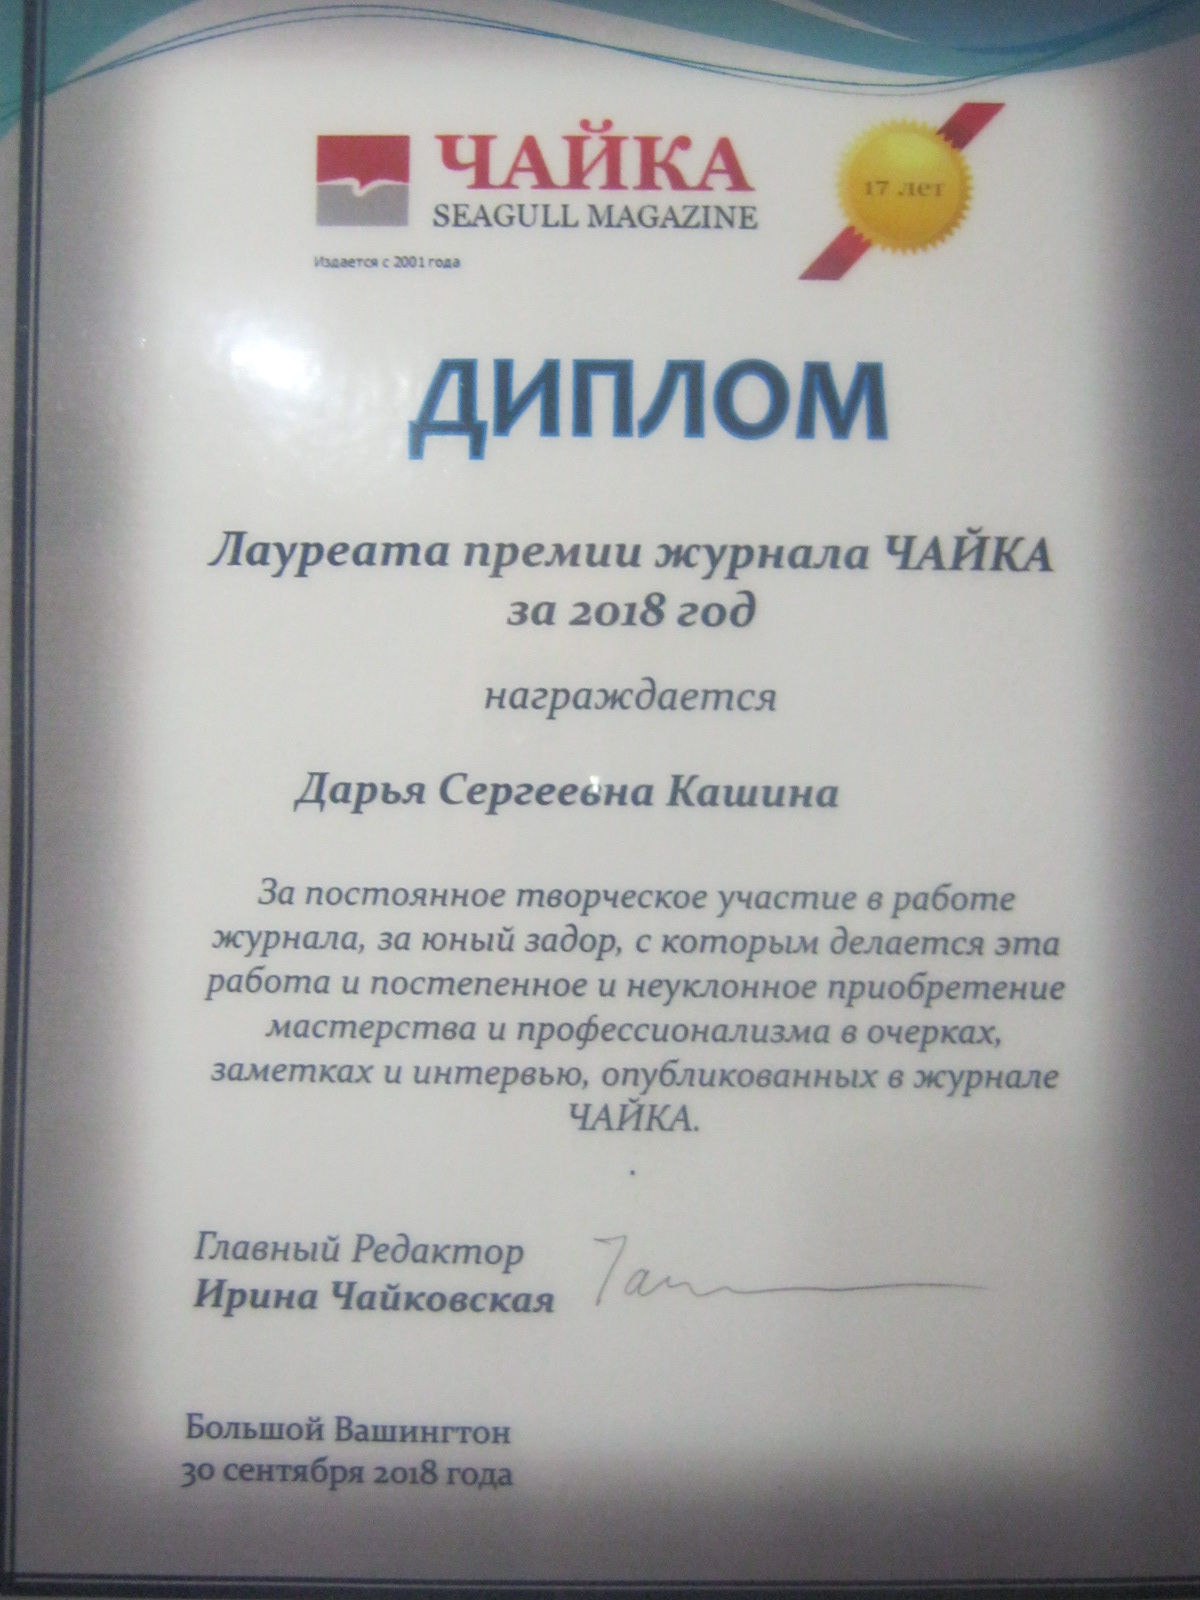 ЧАЙКА
SEAGULL MAGAZINE
Издается с 2001 года
17 лет
ДИПЛОМ
Лауреата премии журнала ЧАЙКА
за 2018 год
награждается
Дарья Сергеевна Кашина
За постоянное творческое участие в работе
журнала, за юный задор, с которым делается эта
работа и постепенное и неуклонное приобретение
мастерства и профессионализма в очерках,
заметках и интервью, опубликованных в журнале
ЧАЙКА.
.
Главный Редактор
Ирина Чайковская
Большой Вашингтон
30 сентября 2018 года